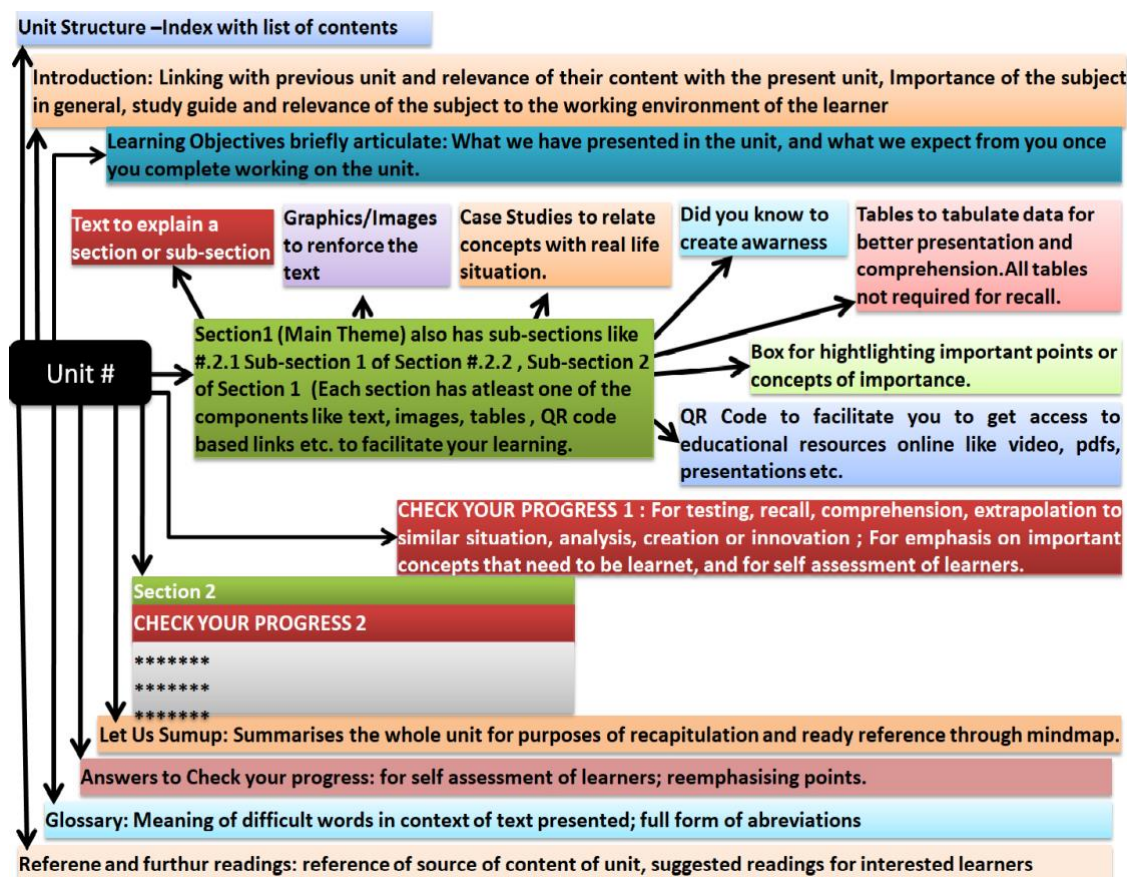 Unit Structure –Index with list of contents
Introduction: Linking with previous unit and relevance of their content with the present unit, Importance of the subject
in general, study guide and relevance of the subject to the working environment of the learner
Learning Objectives briefly articulate: What we have presented in the unit, and what we expect from you once
you complete working on the unit.
Text to explain a
section or sub-section
Graphics/Images
to renforce the
text
Case Studies to relate
concepts with real life
situation.
Did you know to
create awarness
Tables to tabulate data for
better presentation and
comprehension.All tables
not required for recall.
Unit #
Section1 (Main Theme) also has sub-sections like
#.2.1 Sub-section 1 of Section #.2.2 , Sub-section 2
of Section 1 (Each section has atleast one of the
components like text, images, tables , QR code
based links etc. to facilitate your learning.
Box for hightlighting important points or
concepts of importance.
QR Code to facilitate you to get access to
educational resources online like video, pdfs,
presentations etc.
CHECK YOUR PROGRESS 1 : For testing, recall, comprehension, extrapolation to
similar situation, analysis, creation or innovation ; For emphasis on important
concepts that need to be learnet, and for self assessment of learners.
Section 2
CHECK YOUR PROGRESS 2
*******
*******
*******
Let Us Sumup: Summarises the whole unit for purposes of recapitulation and ready reference through mindmap.
Answers to Check your progress: for self assessment of learners; reemphasising points.
Glossary: Meaning of difficult words in context of text presented; full form of abreviations
Referene and furthur readings: reference of source of content of unit, suggested readings for interested learners